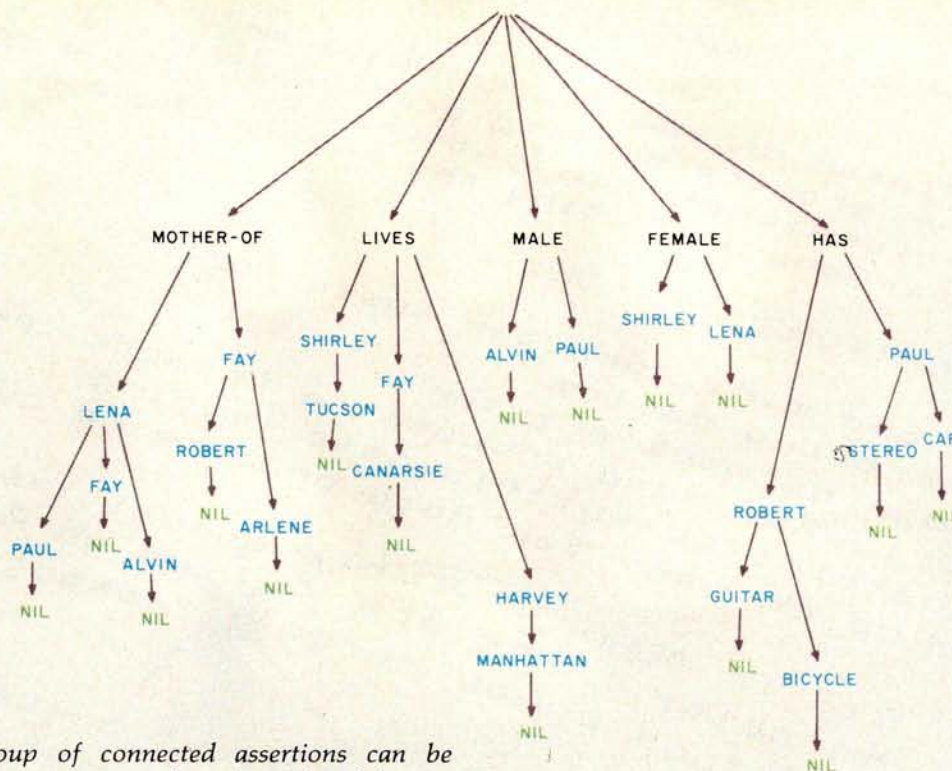 MOTHER-OF LIVES MALE FEMALE HAS
SHIRLEY LENA
SHIRLEY
ALVIN PAUL PAUL
FAY
FAY
NIL NIL NIL NIL
LENA TUCSON
STEREO
ROBERT NIL
CANARSIE
FAY
NIL ROBERT
ARLENE NIL
PAUL NIL NIL
ALVIN
NIL
HARVEY GUITAR
NIL NIL
MANHATTAN
NIL
BICYCLE
NIL
NIL
oup of connected assertions can be